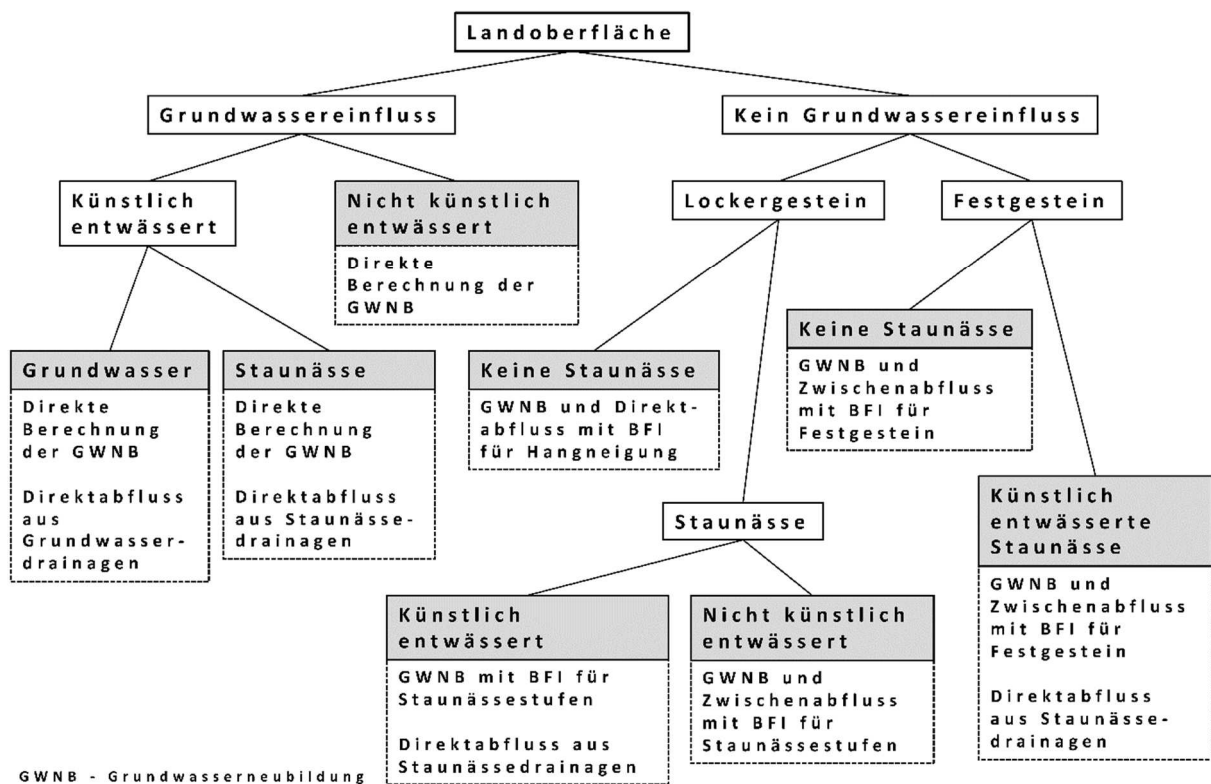 Landoberfläche
Grundwassereinfluss
Kein Grundwassereinfluss
Künstlich
entwässert
Nicht künstlich
entwässert
Direkte
Berechnung der
GWNB
Lockergestein
Festgestein
Grundwasser
Direkte
Berechnung
der GWNB
Direktabfluss
aus
Grundwasser-
drainagen
Staunässe
Direkte
Berechnung
der GWNB
Direktabfluss
aus Staunässe-
drainagen
Keine Staunässe
GWNB und Direkt-
abfluss mit BFI
für Hangneigung
Keine Staunässe
GWNB und
Zwischenabfluss
mit BFI für
Festgestein
Staunässe
Künstlich
entwässerte
Staunässe
GWNB und
Zwischenabfluss
mit BFI für
Festgestein
Direktabfluss
aus Staunässe-
drainagen
Künstlich
entwässert
GWNB mit BFI für
Staunässestufen
Direktabfluss aus
Staunässedrainagen
Nicht künstlich
entwässert
GWNB und
Zwischenabfluss
mit BFI für
Staunässestufen
GWNB - Grundwasserneubildung